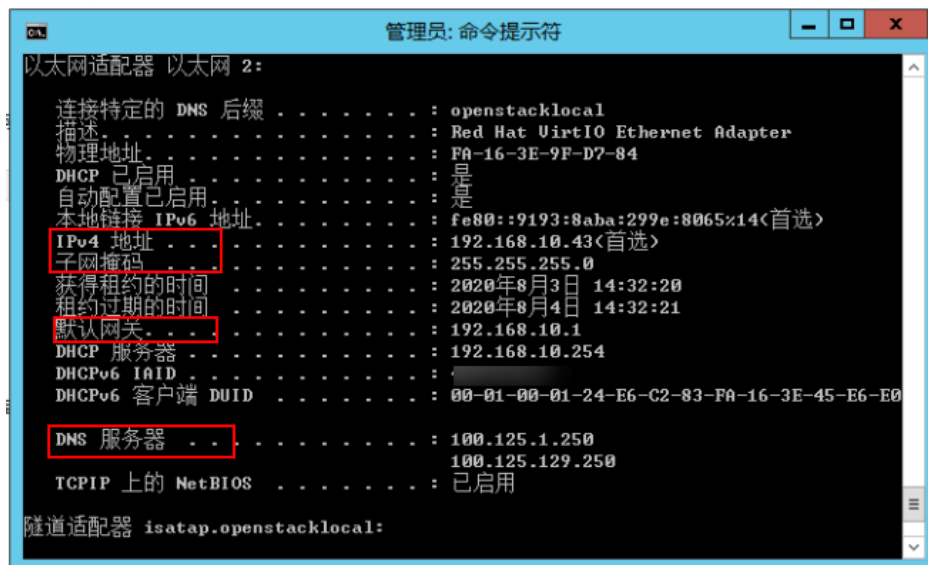 管理员: 命令提示符
以太网适配器 以太网 2:
连接特定的 DNS 后缀 . . . . . . . : openstacklocal
描述. . . . . . . . . . . . . . . : Red Hat VirtIO Ethernet Adapter
物理地址. . . . . . . . . . . . . : FA-16-3E-9F-D7-84
DHCP 已启用 . . . . . . . . . . . : 是
自动配置已启用. . . . . . . . . . : 是
本地链接 IPv6 地址. . . . . . . . : fe80::9193:8aba:299e:8065%14(首选)
IPv4 地址 . . . . . . . . . . . . : 192.168.10.43(首选)
子网掩码 . . . . . . . . . . . . : 255.255.255.0
获得租约的时间 . . . . . . . . . : 2020年8月3日 14:32:20
租约过期的时间 . . . . . . . . . : 2020年8月4日 14:32:21
默认网关. . . . . . . . . . . . . : 192.168.10.1
DHCP 服务器 . . . . . . . . . . . : 192.168.10.254
DHCPv6 IAID . . . . . . . . . . . :
DHCPv6 客户端 DUID . . . . . . . : 00-01-00-01-24-E6-C2-83-FA-16-3E-45-E6-E0
DNS 服务器 . . . . . . . . . . . : 100.125.1.250
100.125.129.250
TCPIP 上的 NetBIOS . . . . . . . : 已启用
隧道适配器 isatap.openstacklocal: